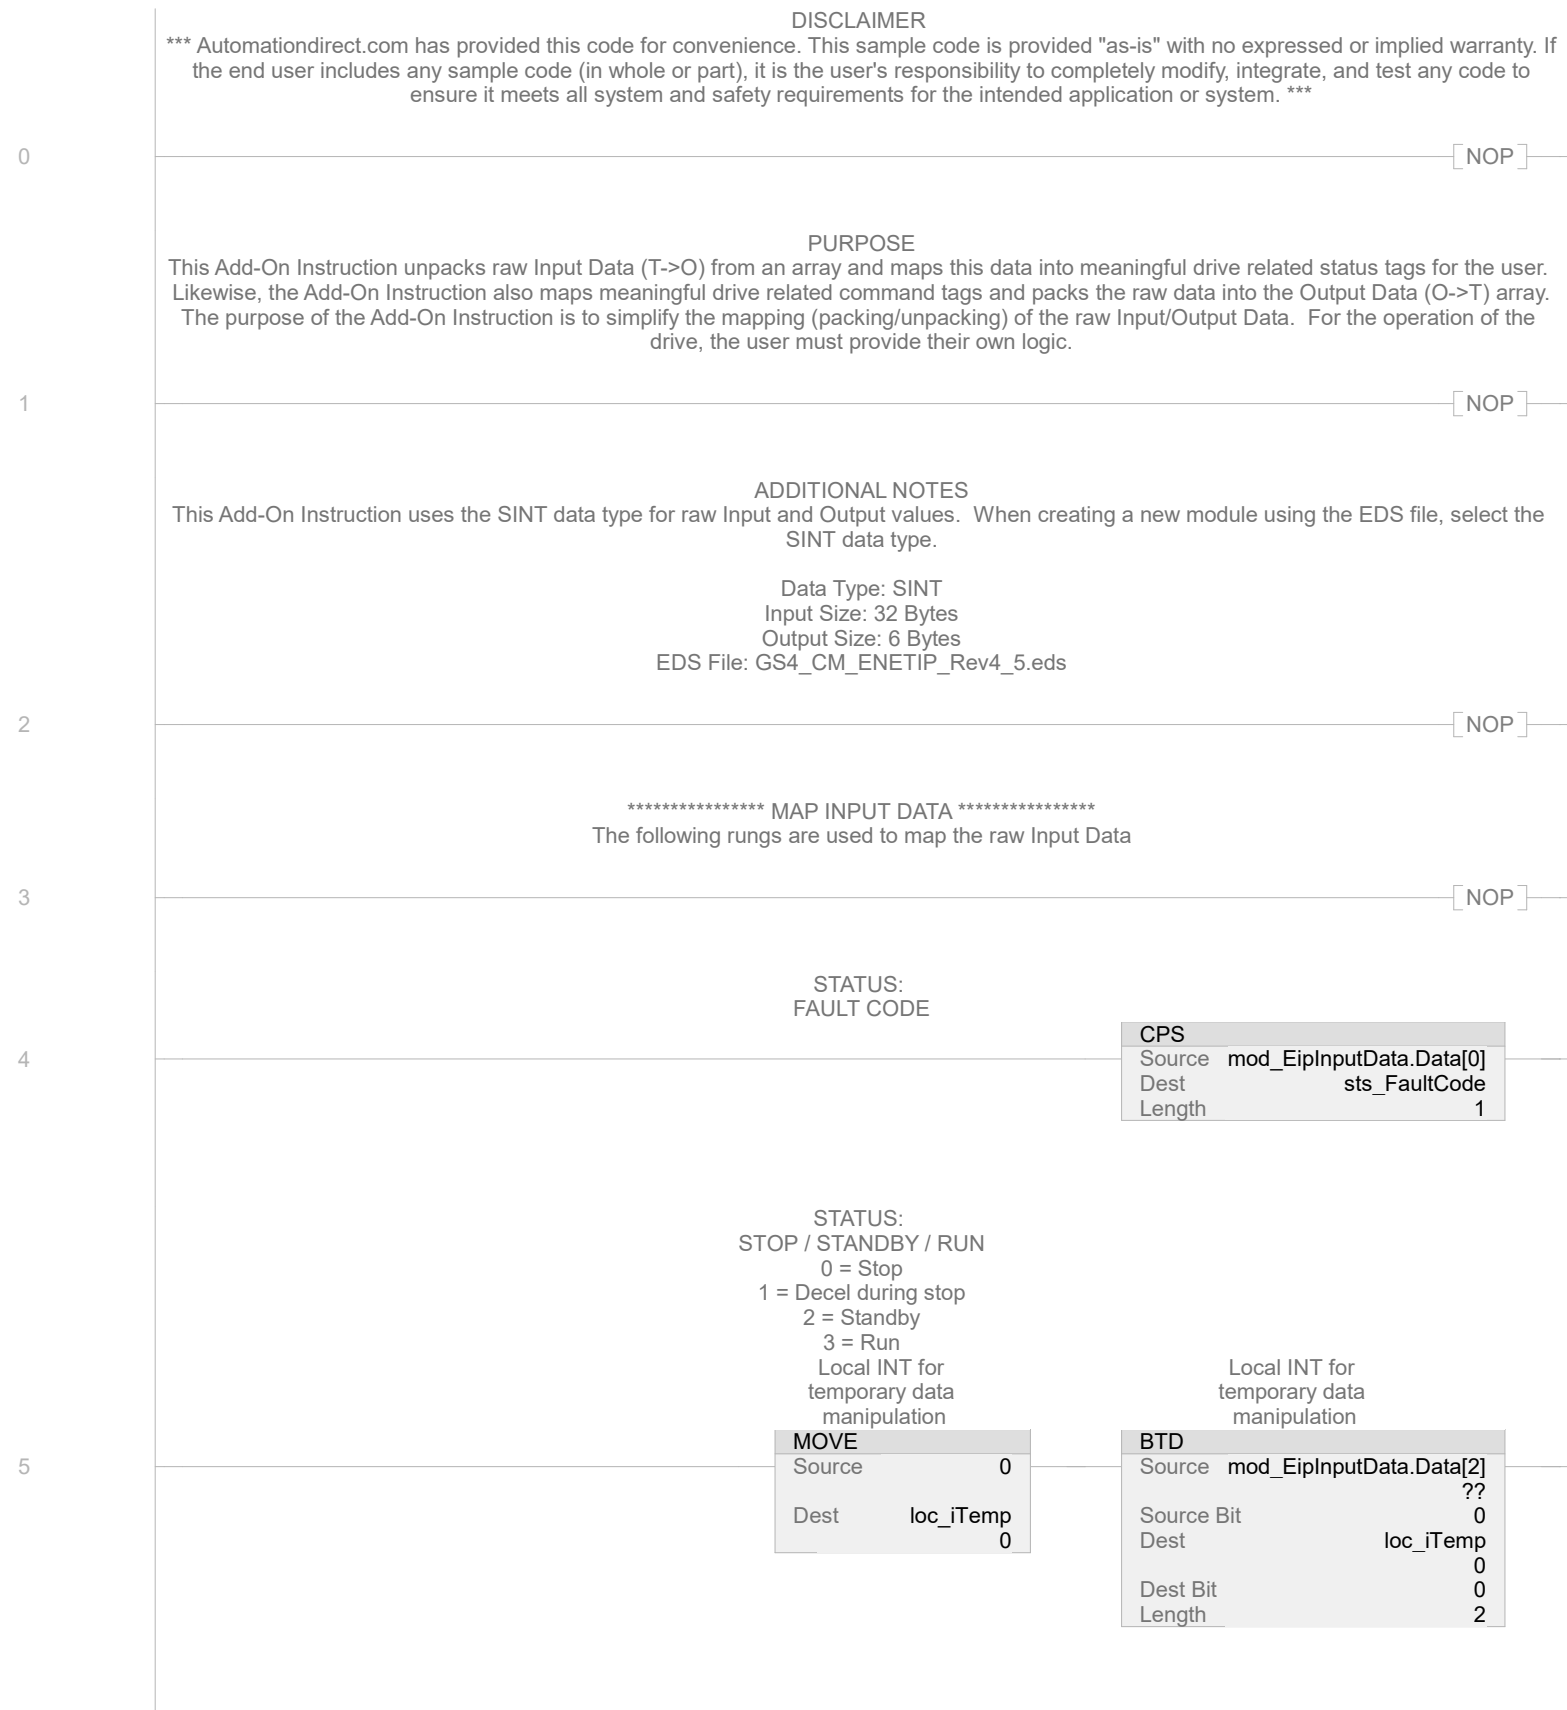 DISCLAIMER
*** Automationdirect.com has provided this code for convenience. This sample code is provided "as-is" with no expressed or implied warranty. If
the end user includes any sample code (in whole or part), it is the user's responsibility to completely modify, integrate, and test any code to
ensure it meets all system and safety requirements for the intended application or system. ***
0
NOP
PURPOSE
This Add-On Instruction unpacks raw Input Data (T->O) from an array and maps this data into meaningful drive related status tags for the user.
Likewise, the Add-On Instruction also maps meaningful drive related command tags and packs the raw data into the Output Data (O->T) array.
The purpose of the Add-On Instruction is to simplify the mapping (packing/unpacking) of the raw Input/Output Data.  For the operation of the
drive, the user must provide their own logic.
1
NOP
ADDITIONAL NOTES
This Add-On Instruction uses the SINT data type for raw Input and Output values.  When creating a new module using the EDS file, select the
SINT data type.
Data Type: SINT
Input Size: 32 Bytes
Output Size: 6 Bytes
EDS File: GS4_CM_ENETIP_Rev4_5.eds
2
NOP
**************** MAP INPUT DATA ****************
The following rungs are used to map the raw Input Data
3
NOP
STATUS:
FAULT CODE
4
CPS
Source mod_EipInputData.Data[0]
Dest sts_FaultCode
Length 1
STATUS:
STOP / STANDBY / RUN
0 = Stop
1 = Decel during stop
2 = Standby
3 = Run
Local INT for
temporary data
manipulation
5
MOVE
Source 0
Dest loc_iTemp
0
Local INT for
temporary data
manipulation
BTD
Source mod_EipInputData.Data[2]
??
Source Bit 0
Dest loc_iTemp
0
Dest Bit 0
Length 2